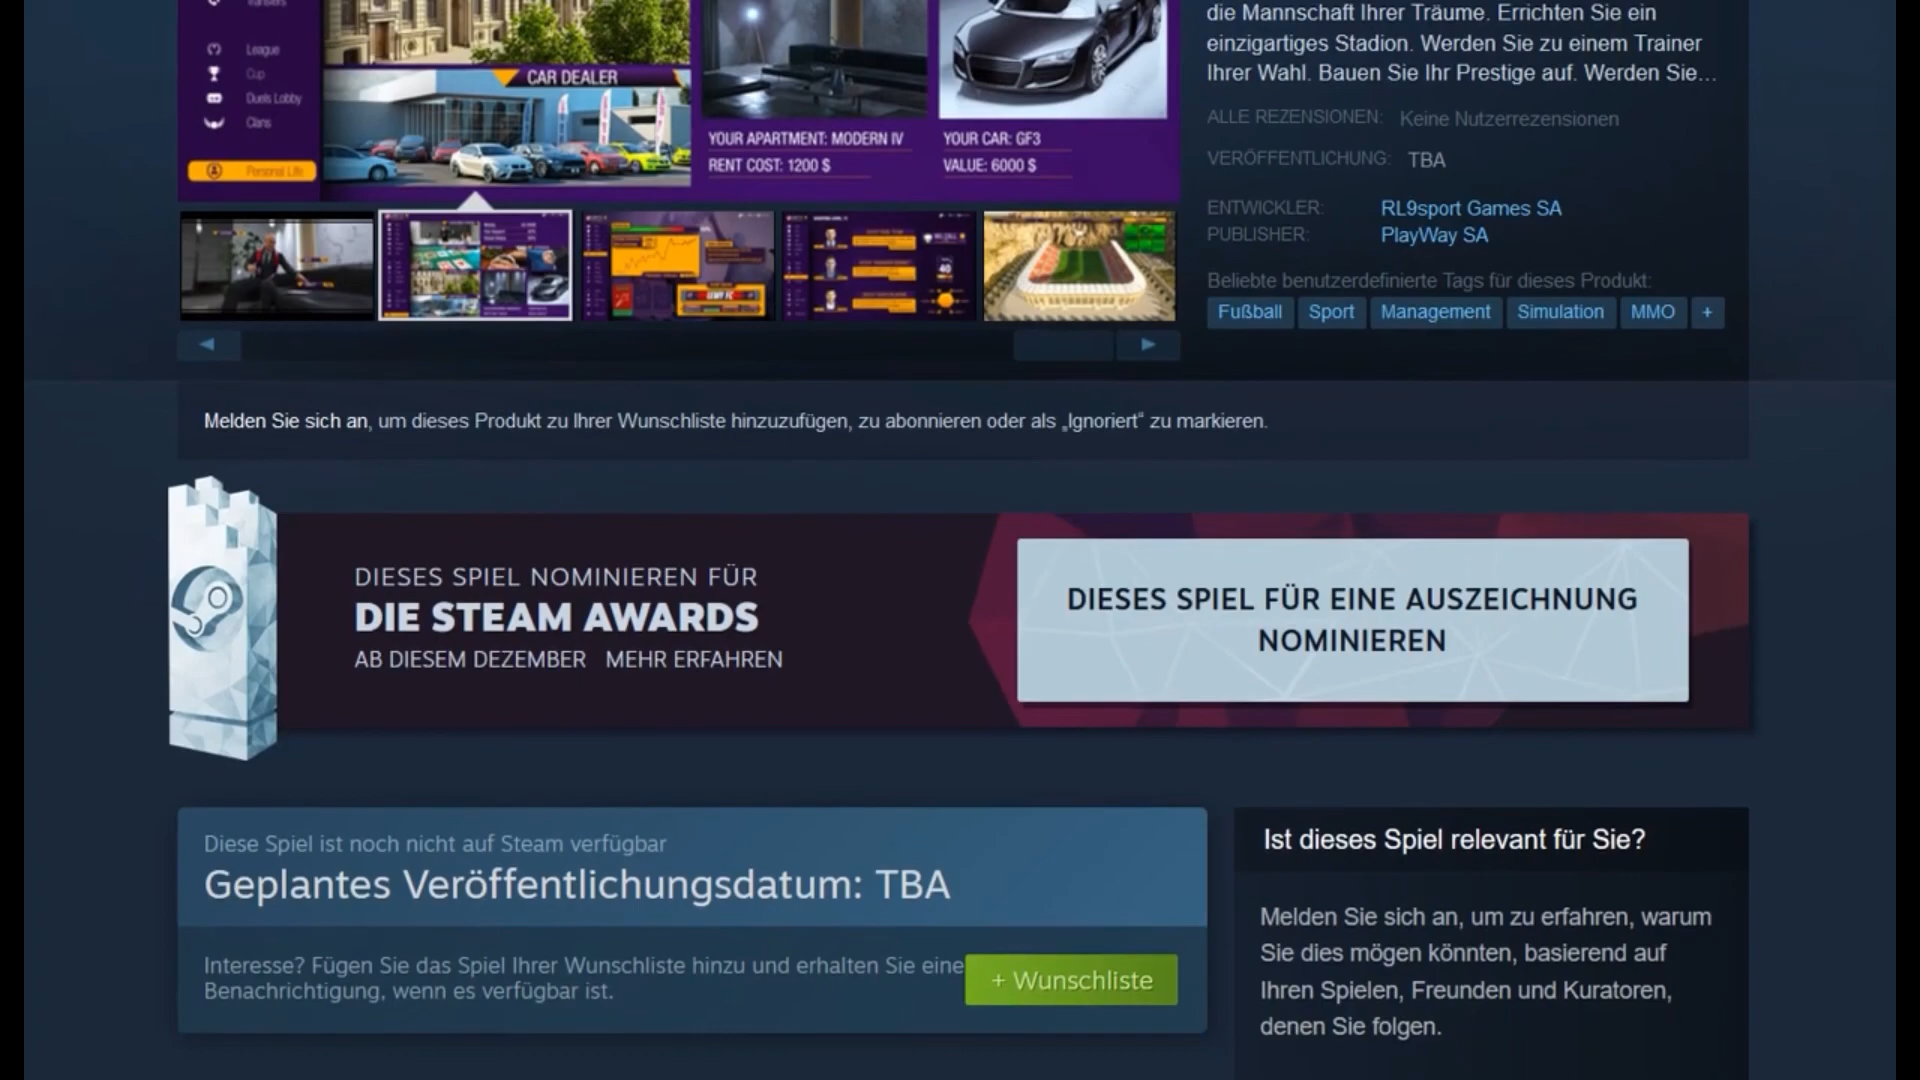 Transfers
League
Cup
Duels Lobby
Clans
Personal Life
CAR DEALER
YOUR APARTMENT: MODERN IV
RENT COST: 1200 $
YOUR CAR: GF3
VALUE: 6000 $
die Mannschaft Ihrer Träume. Errichten Sie ein
einzigartiges Stadion. Werden Sie zu einem Trainer
Ihrer Wahl. Bauen Sie Ihr Prestige auf. Werden Sie...
ALLE REZENSIONEN: Keine Nutzerrezensionen
VERÖFFENTLICHUNG: TBA
ENTWICKLER: RL9sport Games SA
PUBLISHER: PlayWay SA
Beliebte benutzerdefinierte Tags für dieses Produkt:
Fußball Sport Management Simulation MMO +
Melden Sie sich an, um dieses Produkt zu Ihrer Wunschliste hinzuzufügen, zu abonnieren oder als „Ignoriert“ zu markieren.
DIESES SPIEL NOMINIEREN FÜR
DIE STEAM AWARDS
AB DIESEM DEZEMBER MEHR ERFAHREN
DIESES SPIEL FÜR EINE AUSZEICHNUNG
NOMINIEREN
Diese Spiel ist noch nicht auf Steam verfügbar
Geplantes Veröffentlichungsdatum: TBA
Interesse? Fügen Sie das Spiel Ihrer Wunschliste hinzu und erhalten Sie eine
Benachrichtigung, wenn es verfügbar ist.
+ Wunschliste
Ist dieses Spiel relevant für Sie?
Melden Sie sich an, um zu erfahren, warum
Sie dies mögen könnten, basierend auf
Ihren Spielen, Freunden und Kuratoren,
denen Sie folgen.